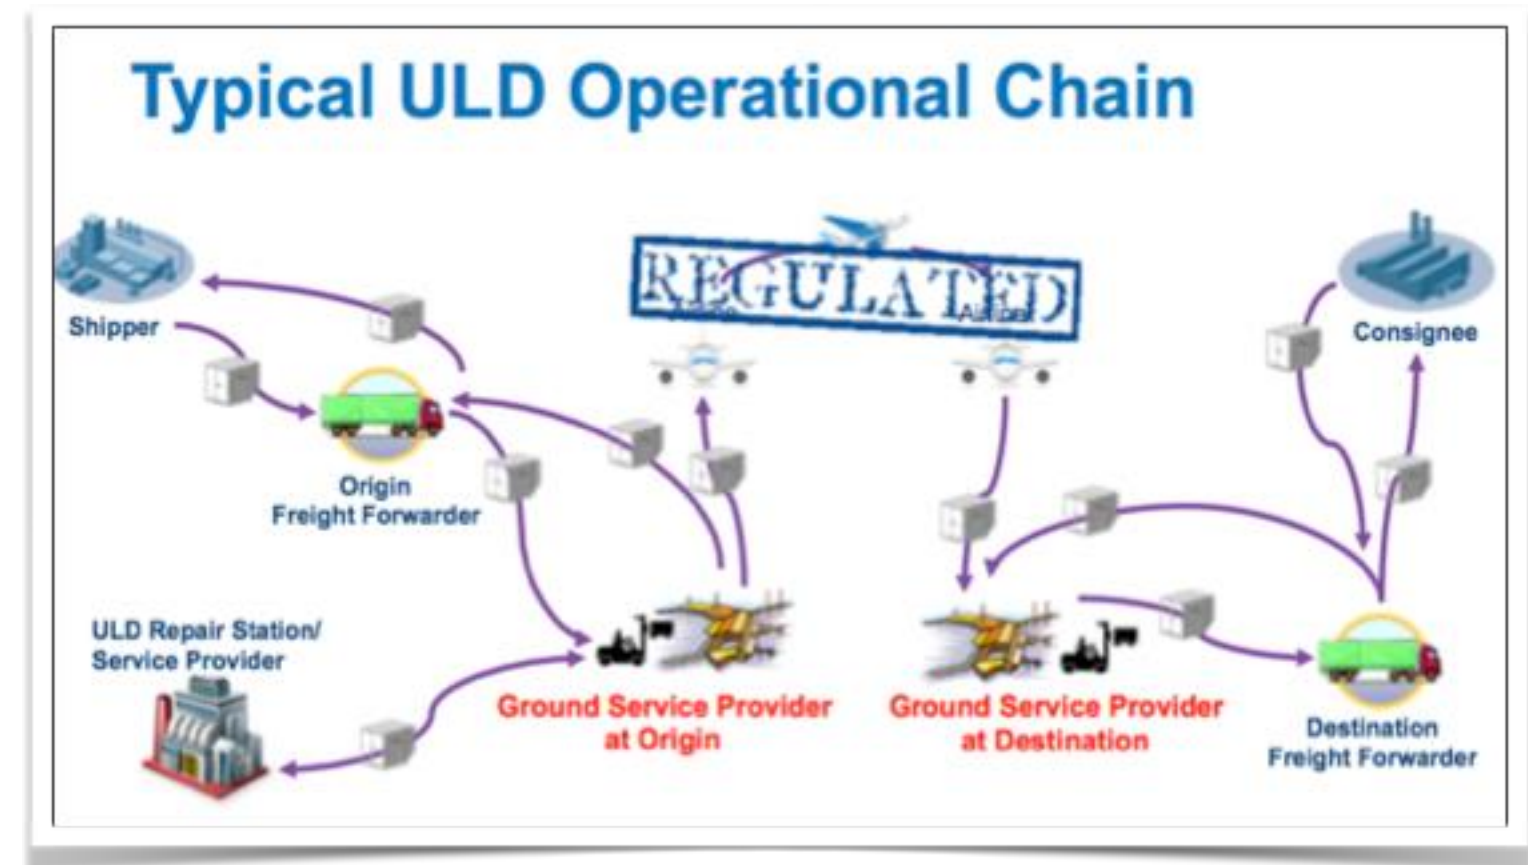 Typical ULD Operational Chain
REGULATED
Shipper
Consignee
Origin
Freight Forwarder
ULD Repair Station/
Service Provider
Ground Service Provider
at Origin
Ground Service Provider
at Destination
Destination
Freight Forwarder